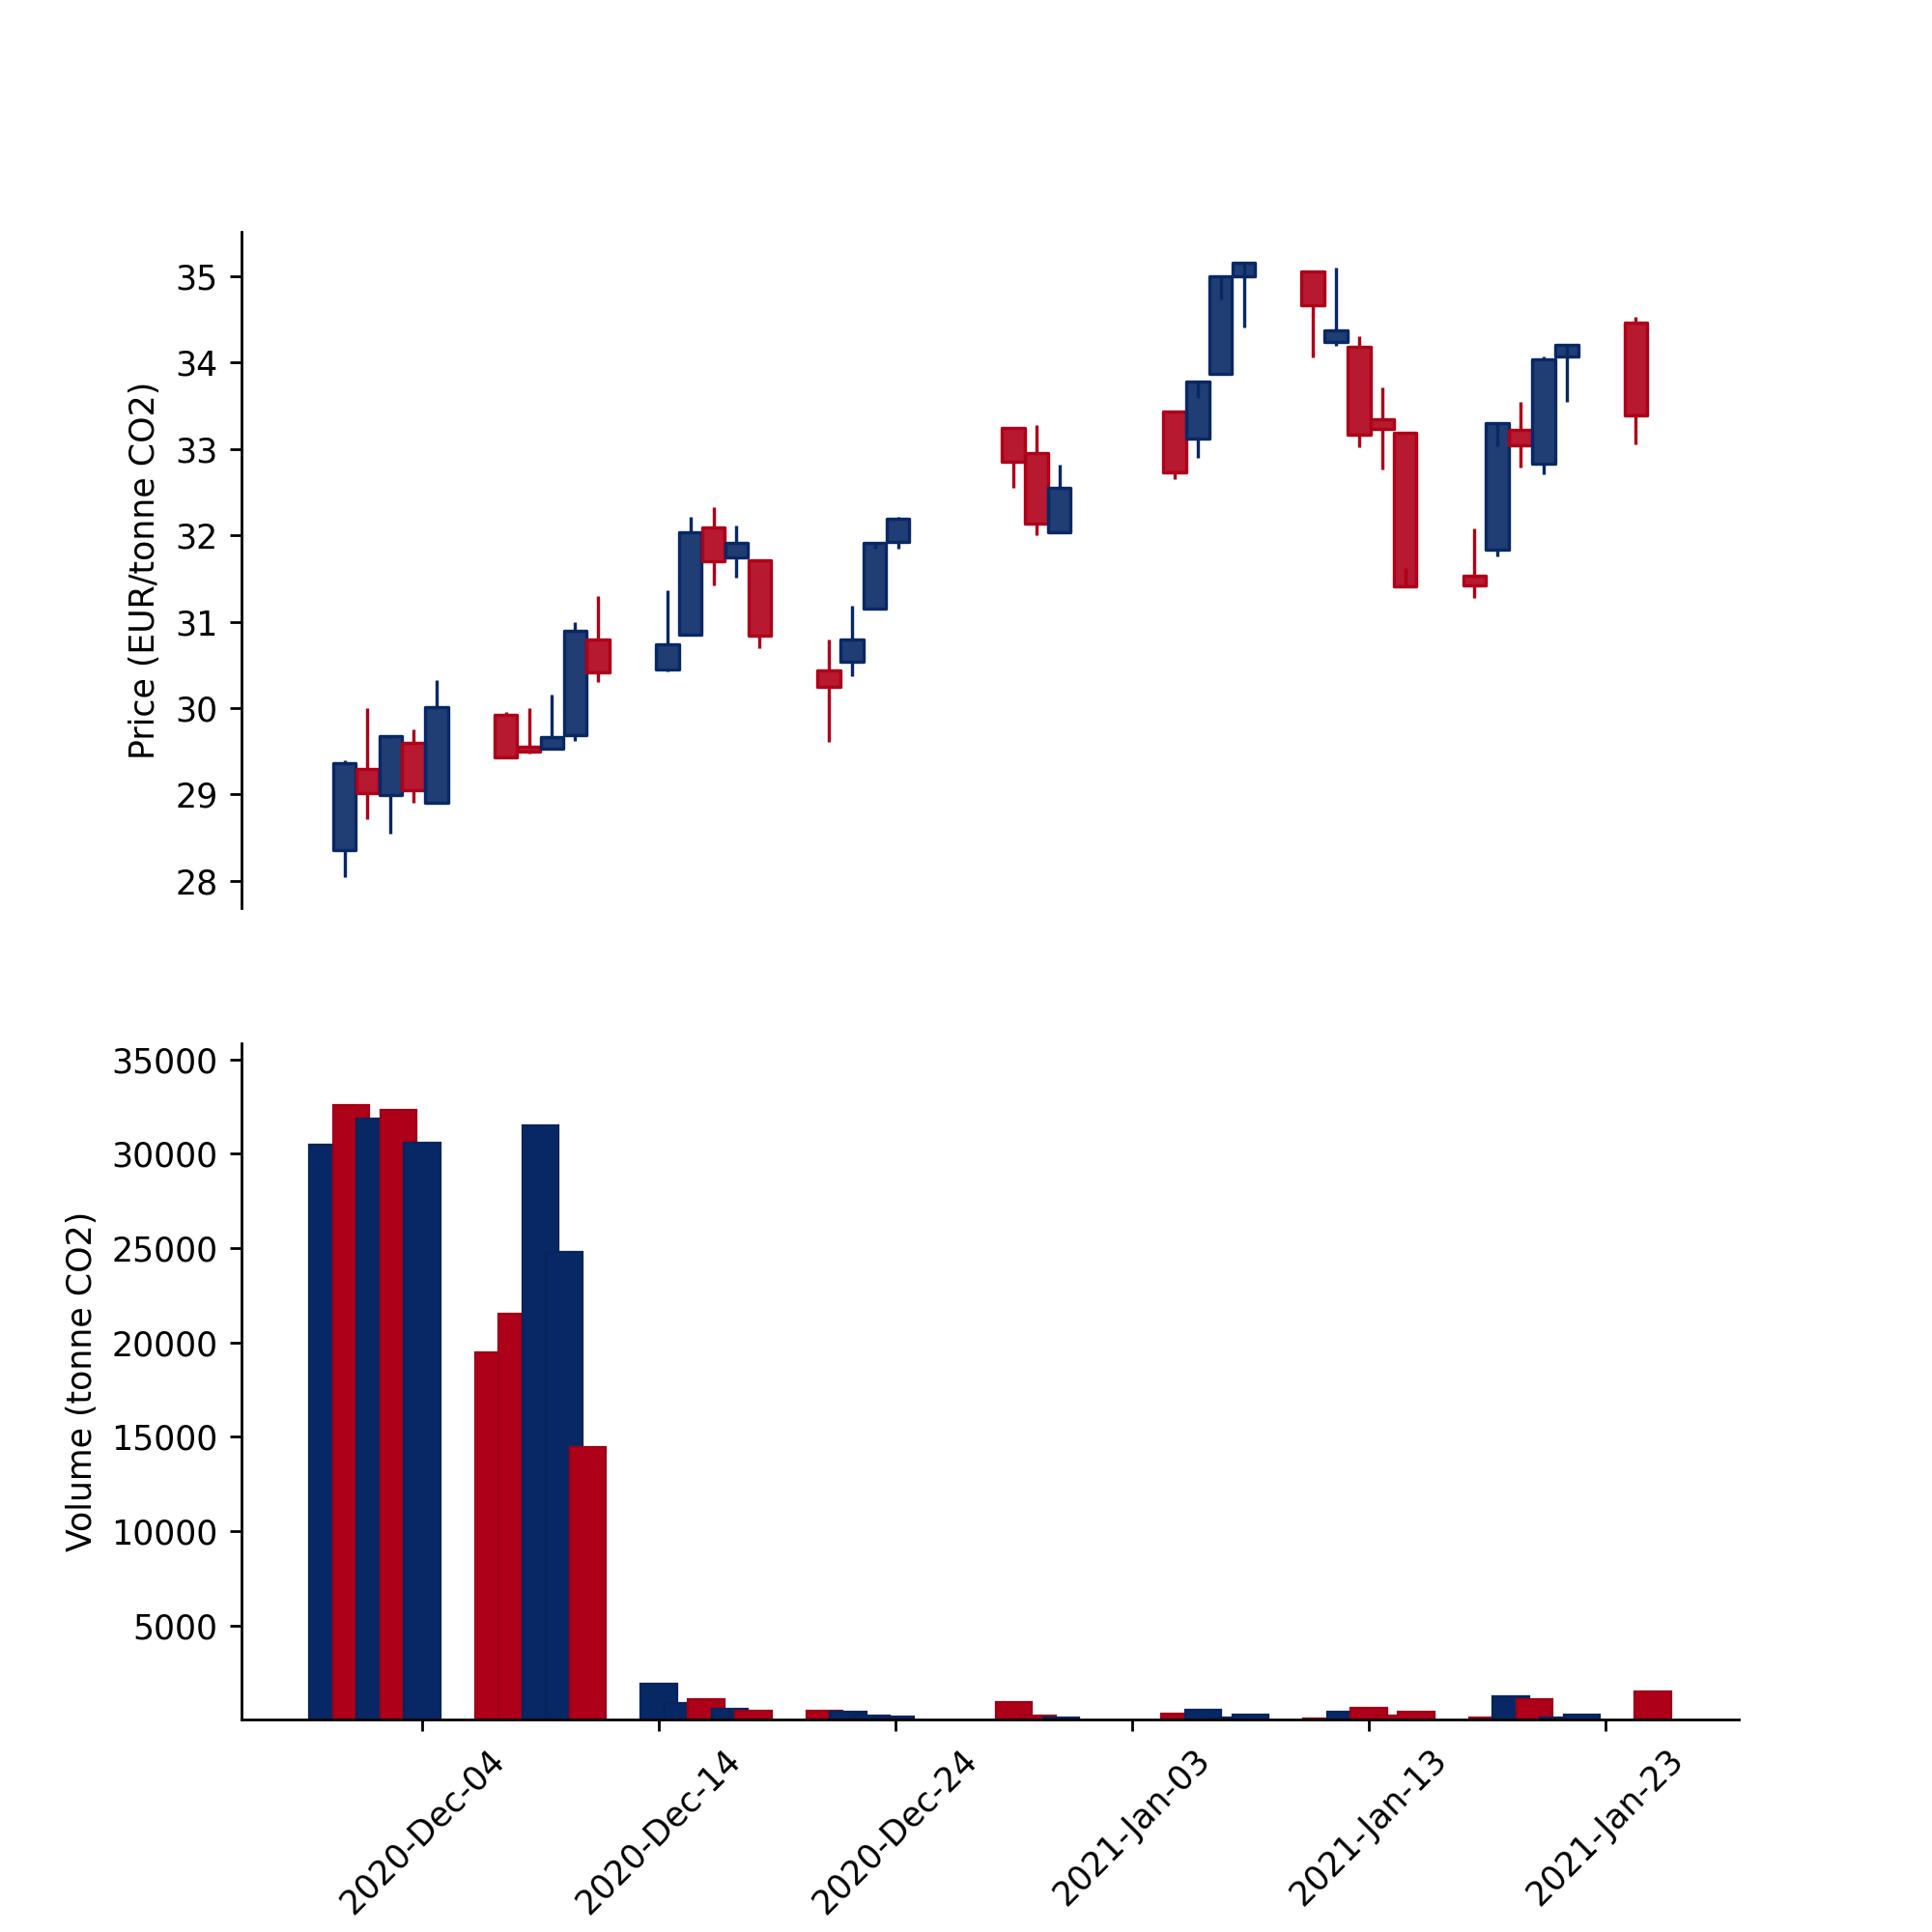 35
34
33
32
31
30
29
28
Price (EUR/tonne CO2)
35000
30000
25000
20000
15000
10000
5000
Volume (tonne CO2)
2020-Dec-04
2020-Dec-14
2020-Dec-24
2021-Jan-03
2021-Jan-13
2021-Jan-23